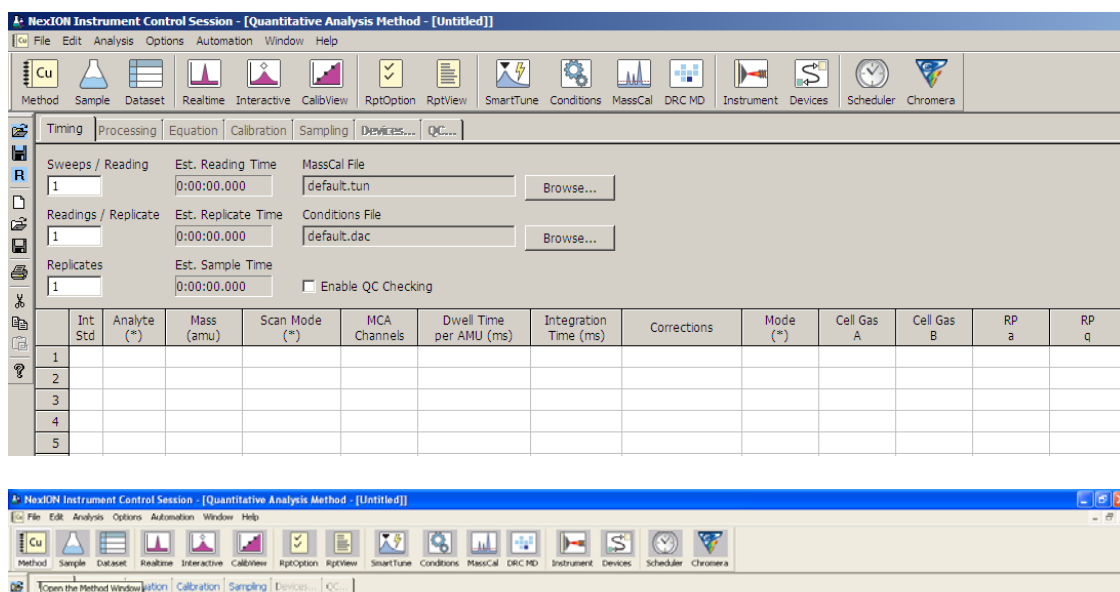 NexION Instrument Control Session - [Quantitative Analysis Method - [Untitled]]
Cu File Edit Analysis Options Automation Window Help
Cu
Method Sample Dataset Realtime Interactive CalibView RptOption RptView SmartTune Conditions MassCal DRC MD Instrument Devices Scheduler Chromera
Timing Processing Equation Calibration Sampling Devices... QC...
Sweeps / Reading Est. Reading Time MassCal File
1 0:00:00.000 default.tun Browse...
R
Readings / Replicate Est. Replicate Time Conditions File
1 0:00:00.000 default.dac Browse...
Replicates Est. Sample Time
1 0:00:00.000 Enable QC Checking
Int Std Analyte (*) Mass (amu) Scan Mode (*) MCA Channels Dwell Time per AMU (ms) Integration Time (ms) Corrections Mode (*) Cell Gas A Cell Gas B RP a RP q
1
2
3
4
5
NexION Instrument Control Session - [Quantitative Analysis Method - [Untitled]]
File Edit Analysis Options Automation Window Help
Cu
Method Sample Dataset Realtime Interactive CalibView RptOption RptView SmartTune Conditions MassCal DRC MD Instrument Devices Scheduler Chromera
Open the Method Window Calibration Sampling Devices... QC...